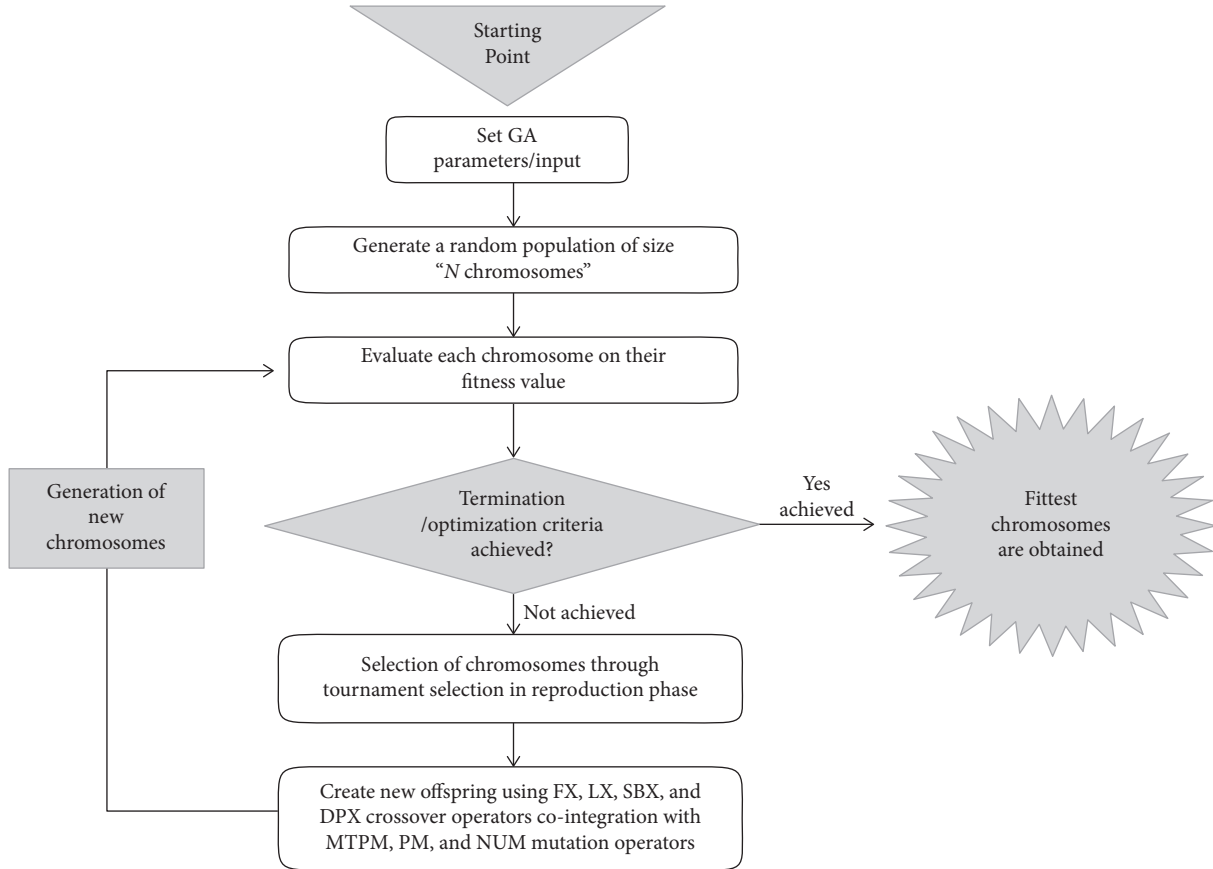 Starting
Point
Set GA
parameters/input
Generate a random population of size
“N chromosomes”
Evaluate each chromosome on their
fitness value
Termination
/optimization criteria
achieved?
Yes
achieved
Fittest
chromosomes
are obtained
Generation of
new
chromosomes
Not achieved
Selection of chromosomes through
tournament selection in reproduction phase
Create new offspring using FX, LX, SBX, and
DPX crossover operators co-integration with
MTPM, PM, and NUM mutation operators